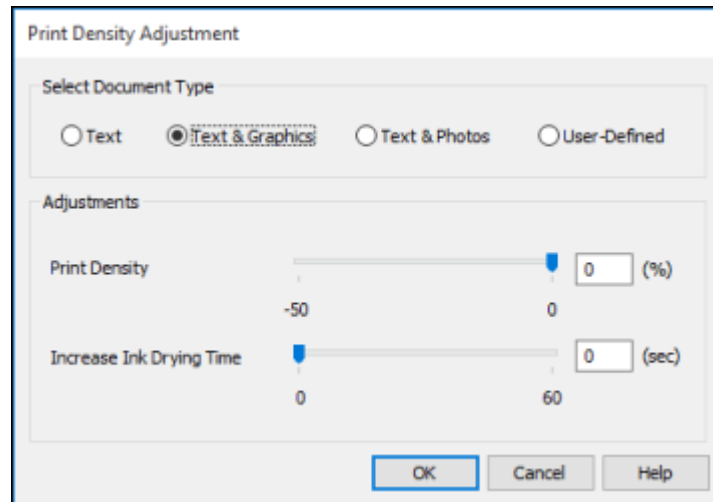 Print Density Adjustment
Select Document Type
Text Text & Graphics Text & Photos User-Defined
Adjustments
Print Density 0 (%)
-50 0
Increase Ink Drying Time 0 (sec)
0 60
OK Cancel Help